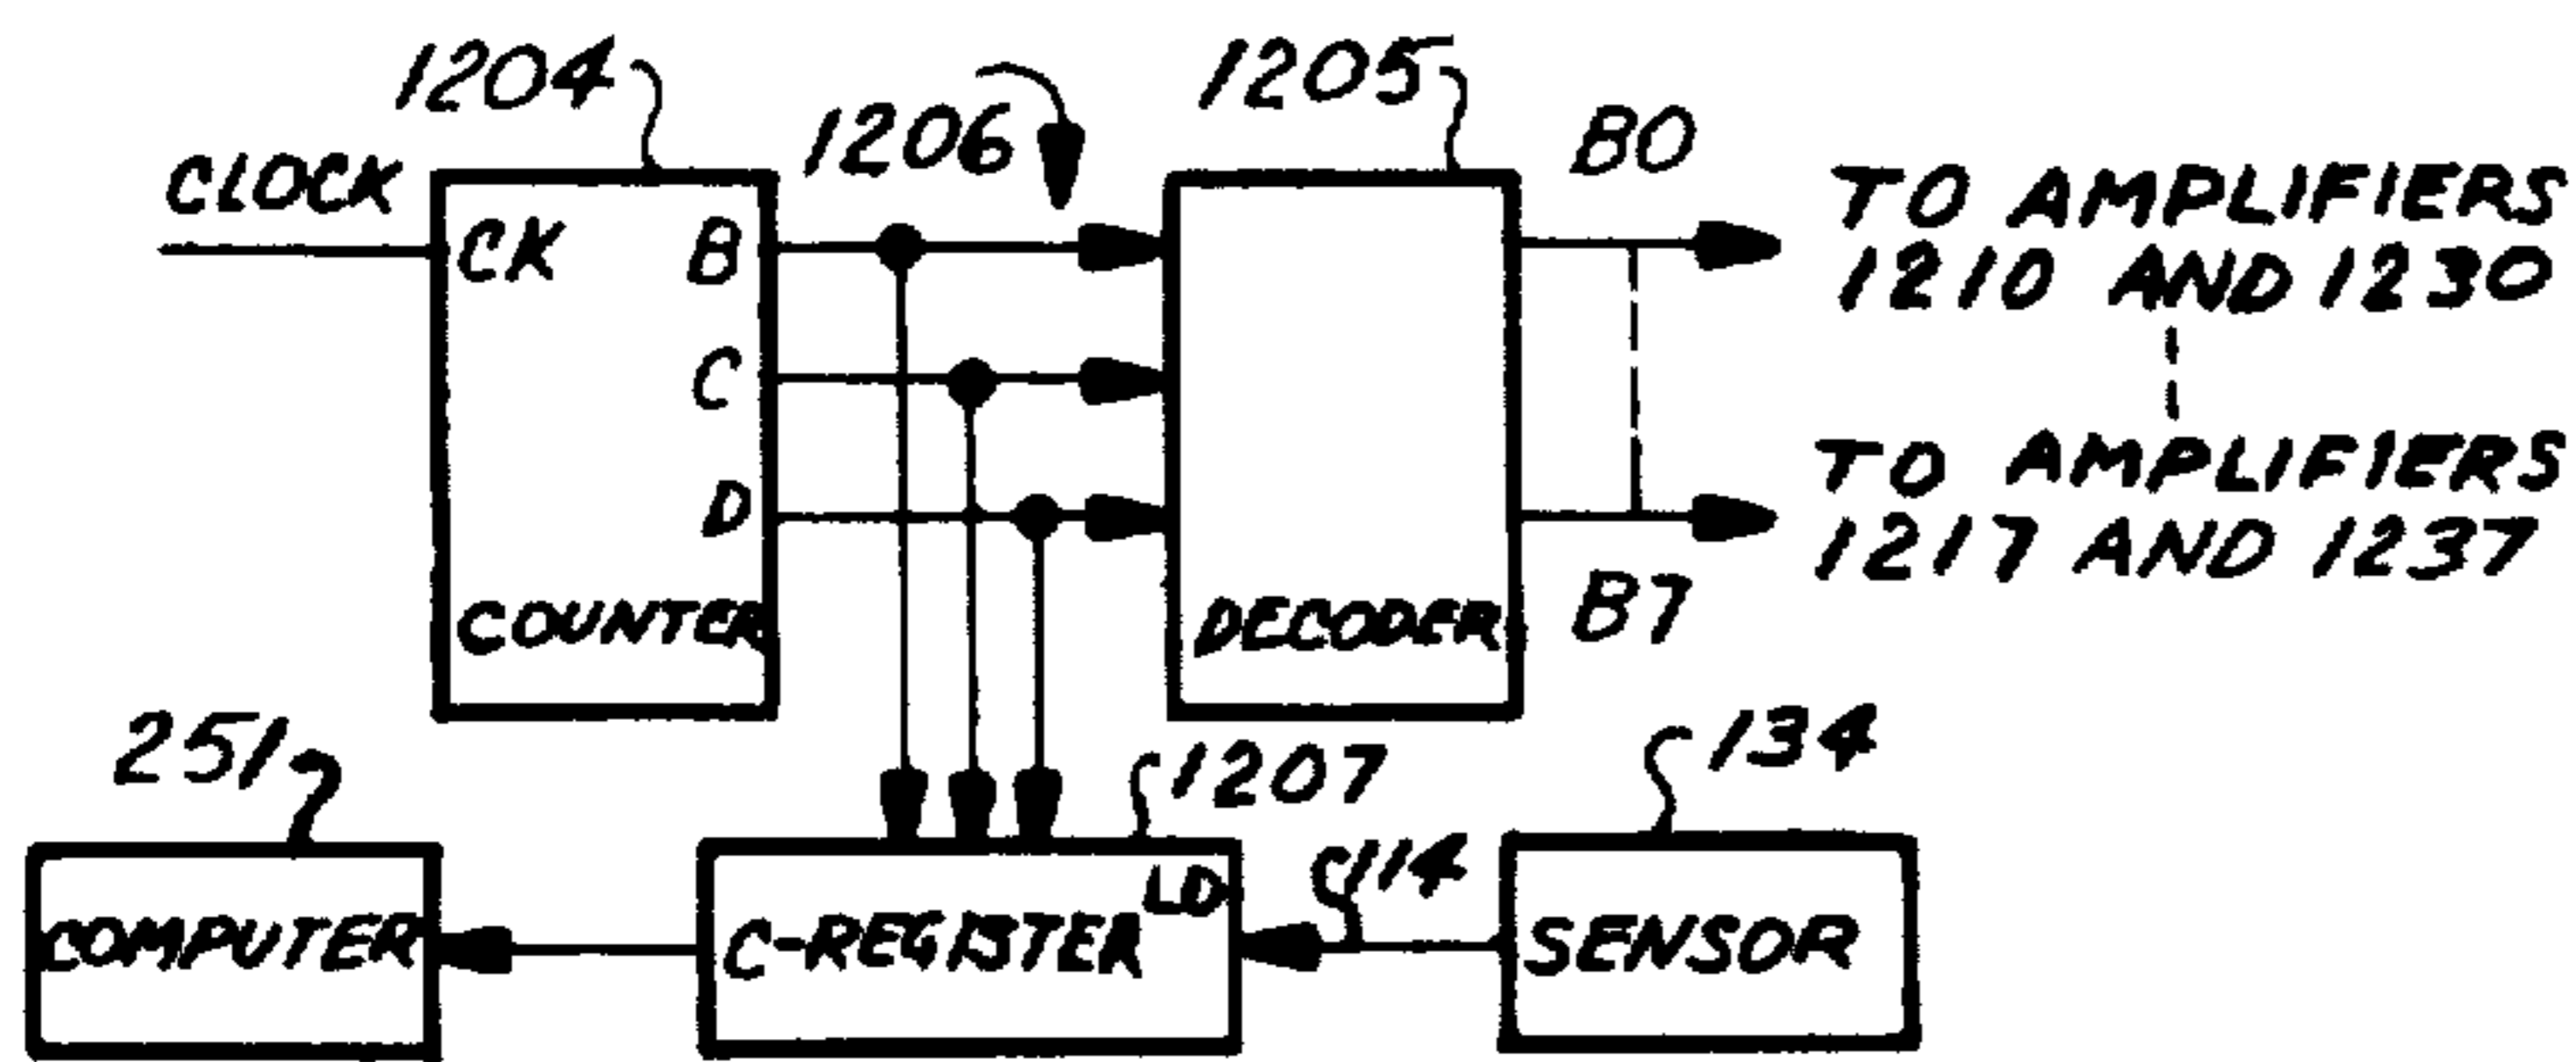 1204
1206
1205
B0
CLOCK
CK
B
C
D
COUNTER
DECODER
TO AMPLIFIERS
1210 AND 1230
TO AMPLIFIERS
1217 AND 1237
B7
251
1207
134
COMPUTER
C-REGISTER
LD
114
SENSOR